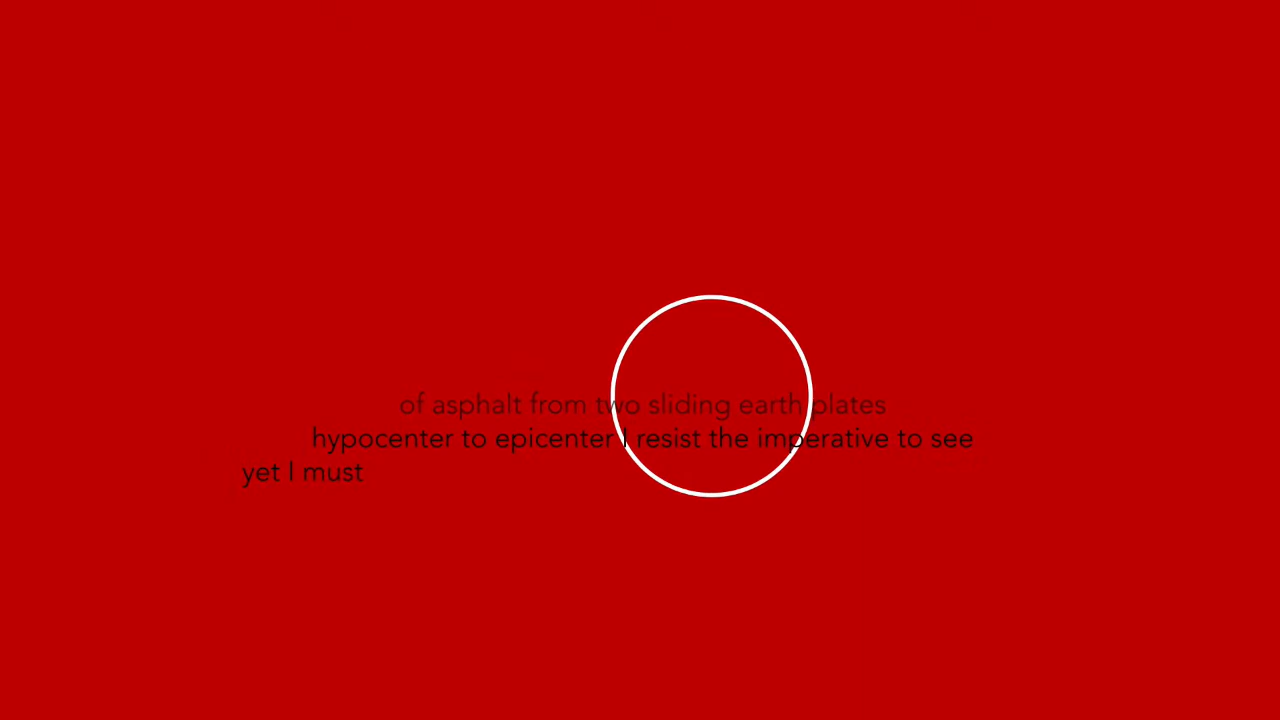 of asphalt from two sliding earth plates
hypocenter to epicenter I resist the imperative to see
yet I must